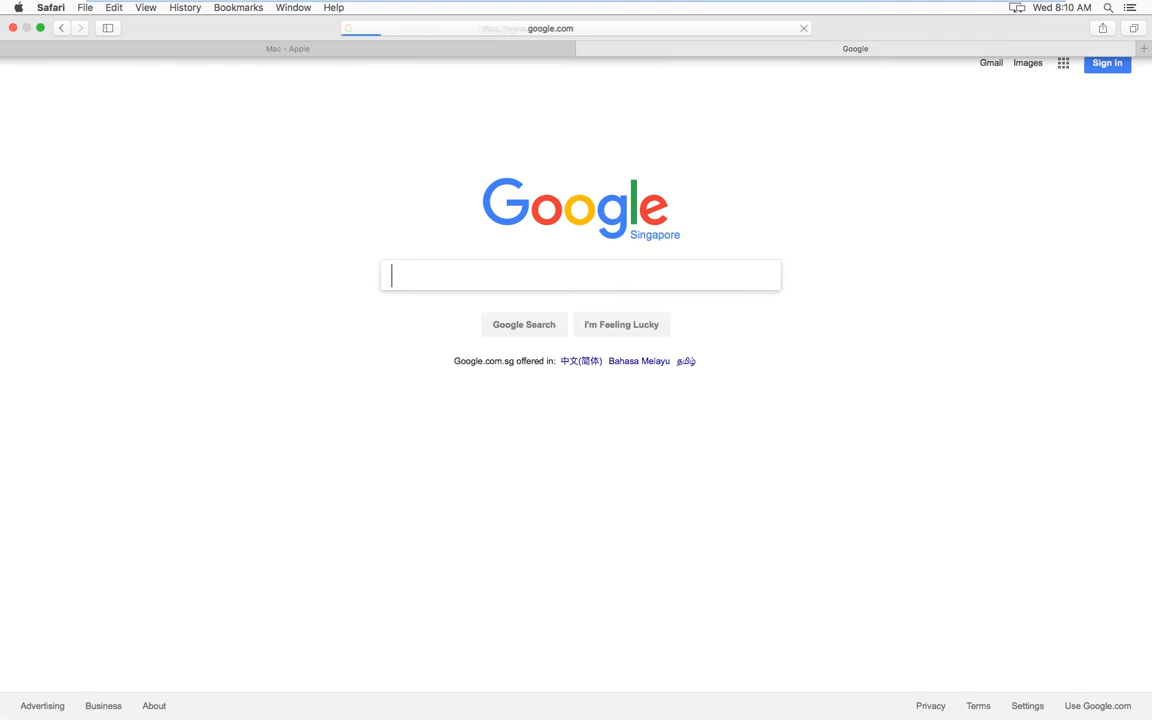 Safari File Edit View History Bookmarks Window Help Wed 8:10 AM
google.com
Mac - Apple Google
Gmail Images Sign in
Google
Singapore
Google Search I'm Feeling Lucky
Google.com.sg offered in: 中文(简体) Bahasa Melayu தமிழ்
Advertising Business About Privacy Terms Settings Use Google.com